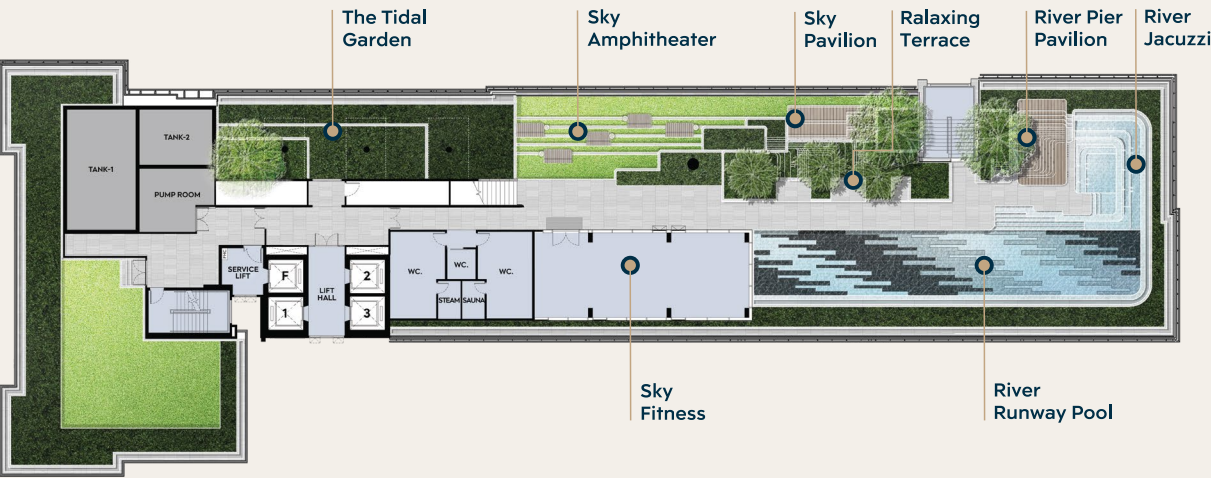 The Tidal
Garden
Sky
Amphitheater
Sky
Pavilion
Ralaxing
Terrace
River Pier
Pavilion
River
Jacuzzi
TANK-1
TANK-2
PUMP ROOM
SERVICE
LIFT
F
1
LIFT
HALL
2
3
WC.
WC.
WC.
STEAM
SAUNA
Sky
Fitness
River
Runway Pool